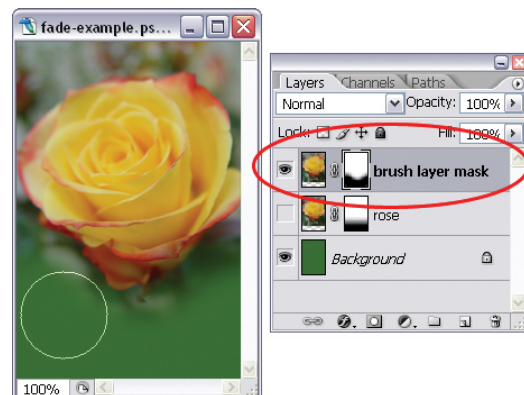 fade-example.ps...
100%
Layers Channels Paths
Normal Opacity: 100%
Lock: Fill: 100%
brush layer mask
rose
Background